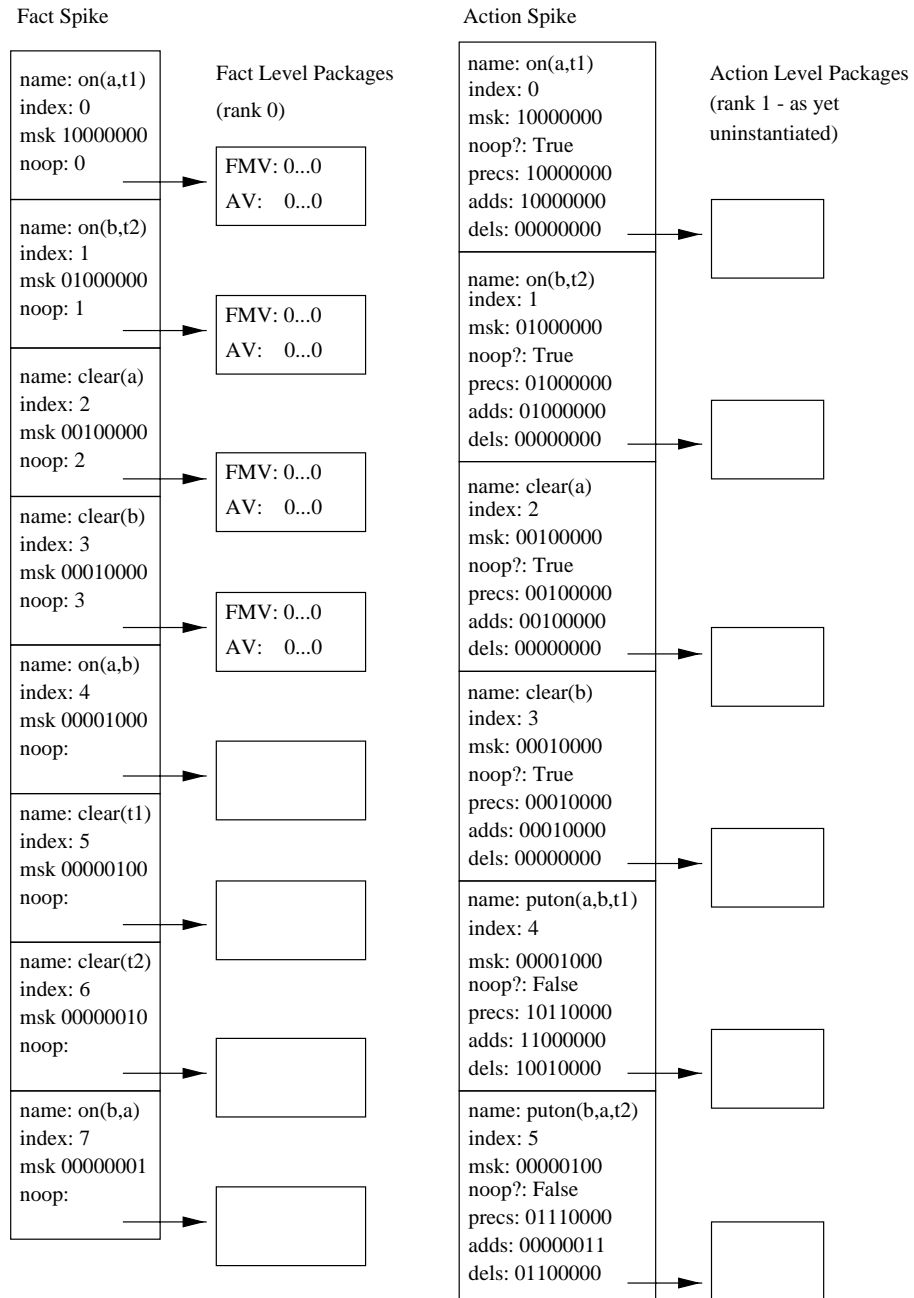 Fact Spike
name: on(a,t1)
index: 0
msk 10000000
noop: 0
name: on(b,t2)
index: 1
msk 01000000
noop: 1
name: clear(a)
index: 2
msk 00100000
noop: 2
name: clear(b)
index: 3
msk 00010000
noop: 3
name: on(a,b)
index: 4
msk 00001000
noop:
name: clear(t1)
index: 5
msk 00000100
noop:
name: clear(t2)
index: 6
msk 00000010
noop:
name: on(b,a)
index: 7
msk 00000001
noop:
Fact Level Packages
(rank 0)
FMV: 0...0
AV: 0...0
FMV: 0...0
AV: 0...0
FMV: 0...0
AV: 0...0
FMV: 0...0
AV: 0...0
Action Spike
name: on(a,t1)
index: 0
msk: 10000000
noop?: True
precs: 10000000
adds: 10000000
dels: 00000000
name: on(b,t2)
index: 1
msk: 01000000
noop?: True
precs: 01000000
adds: 01000000
dels: 00000000
name: clear(a)
index: 2
msk: 00100000
noop?: True
precs: 00100000
adds: 00100000
dels: 00000000
name: clear(b)
index: 3
msk: 00010000
noop?: True
precs: 00010000
adds: 00010000
dels: 00000000
name: puton(a,b,t1)
index: 4
msk: 00001000
noop?: False
precs: 10110000
adds: 11000000
dels: 10010000
name: puton(b,a,t2)
index: 5
msk: 00000100
noop?: False
precs: 01110000
adds: 00000011
dels: 01100000
Action Level Packages
(rank 1 - as yet
uninstantiated)